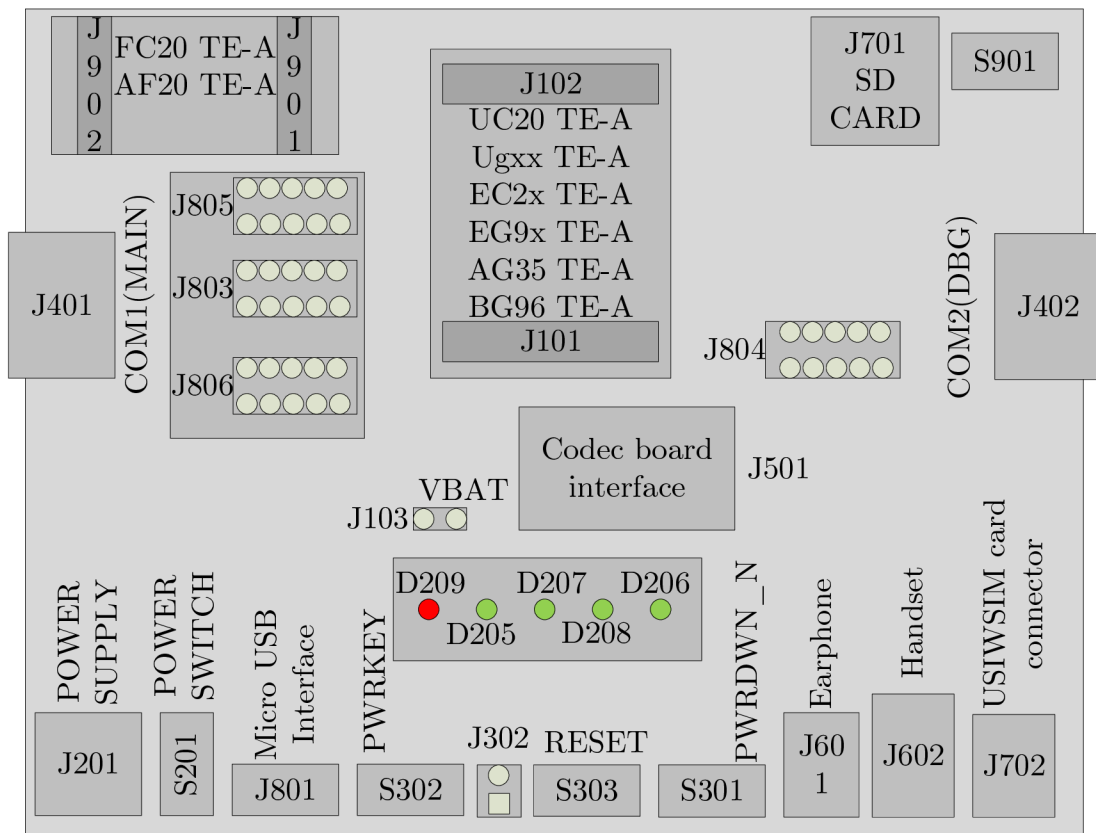 J902
FC20 TE-A
AF20 TE-A
J901
J102
UC20 TE-A
Ugxx TE-A
EC2x TE-A
EG9x TE-A
AG35 TE-A
BG96 TE-A
J101
J701
SD
CARD
S901
J401
COM1(MAIN)
J805
J803
J806
J804
COM2(DBG)
J402
Codec board
interface
J501
VBAT
J103
D209
D207
D206
D205
D208
POWER
SUPPLY
J201
POWER
SWITCH
S201
Micro USB
Interface
J801
PWRKEY
S302
J302
RESET
S303
PWRDWN_N
S301
Earphone
J60
1
Handset
J602
USIWSIM card
connector
J702